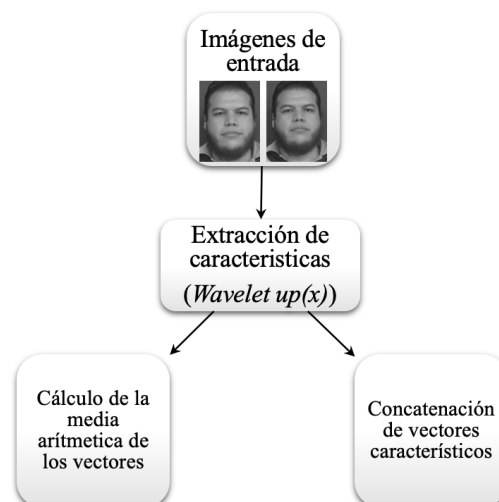 Imágenes de
entrada
Extracción de
caracteristicas
(Wavelet up(x))
Cálculo de la
media
arítmetica de
los vectores
Concatenación
de vectores
característicos